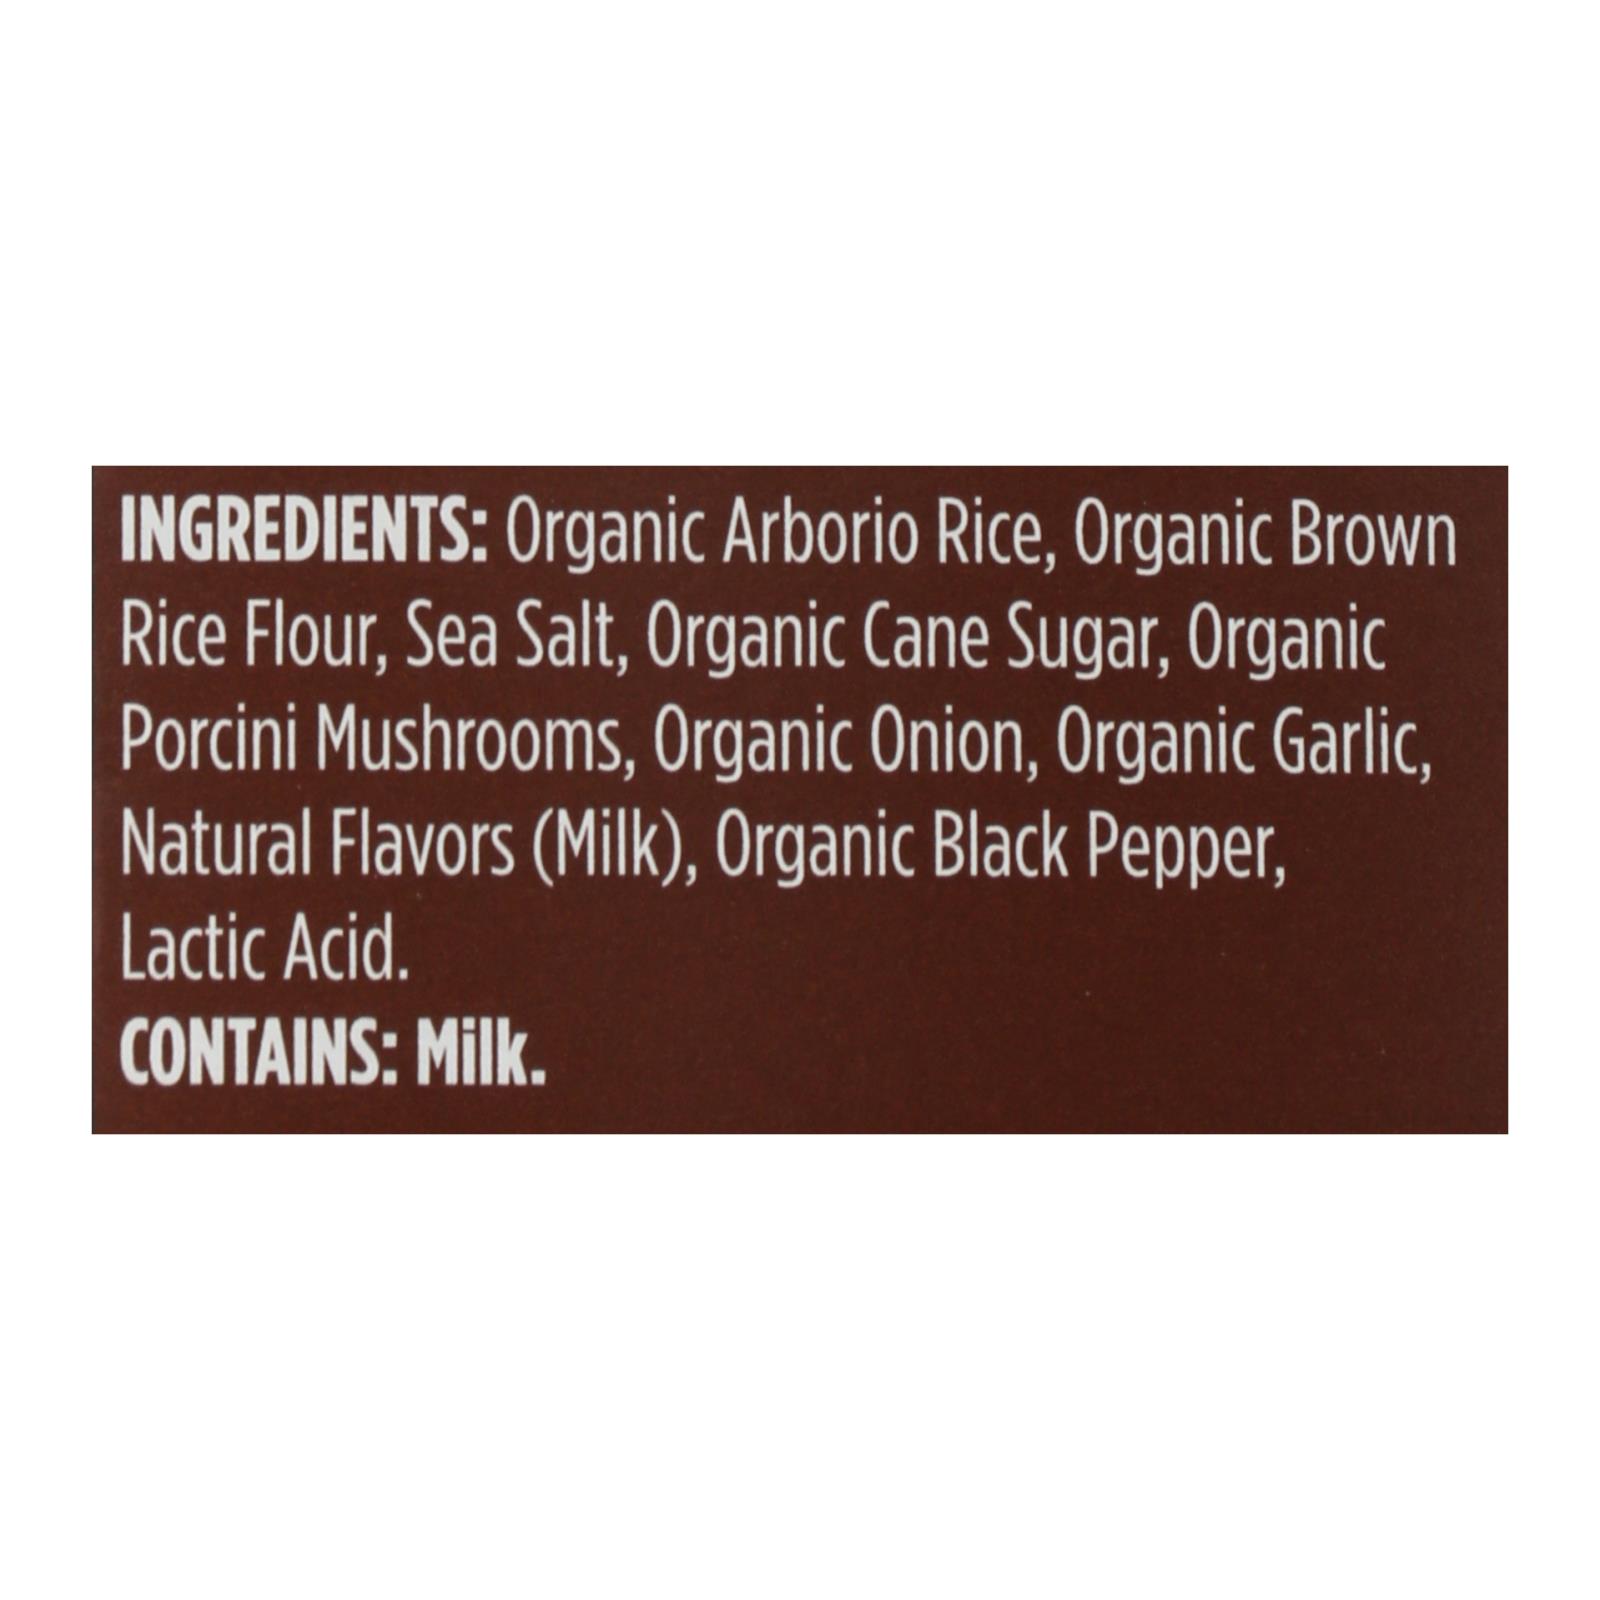 INGREDIENTS: Organic Arborio Rice, Organic Brown
Rice Flour, Sea Salt, Organic Cane Sugar, Organic
Porcini Mushrooms, Organic Onion, Organic Garlic,
Natural Flavors (Milk), Organic Black Pepper,
Lactic Acid.
CONTAINS: Milk.